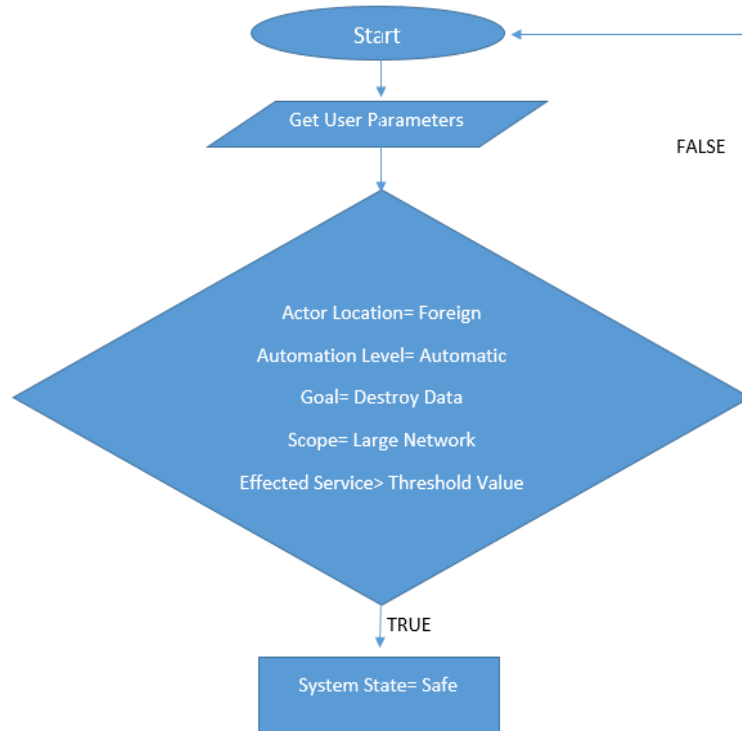 Start
Get User Parameters
FALSE
Actor Location= Foreign
Automation Level= Automatic
Goal= Destroy Data
Scope= Large Network
Effected Service> Threshold Value
TRUE
System State= Safe